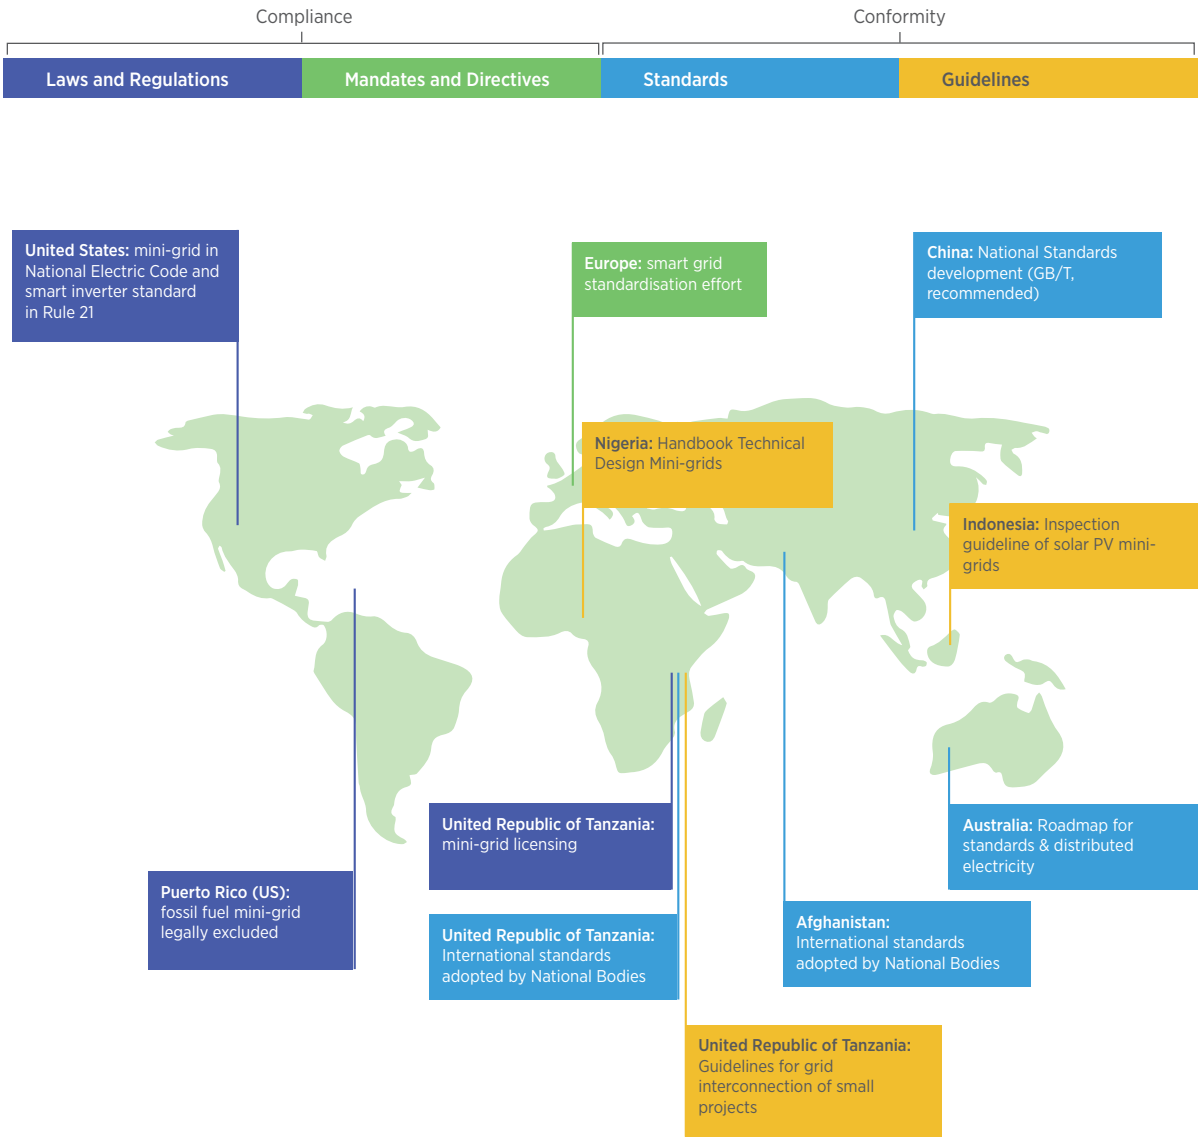 Compliance
Conformity
Laws and Regulations
Mandates and Directives
Standards
Guidelines
United States: mini-grid in
National Electric Code and
smart inverter standard
in Rule 21
Europe: smart grid
standardisation effort
China: National Standards
development (GB/T,
recommended)
Nigeria: Handbook Technical
Design Mini-grids
Indonesia: Inspection
guideline of solar PV mini-
grids
United Republic of Tanzania:
mini-grid licensing
Australia: Roadmap for
standards & distributed
electricity
Puerto Rico (US):
fossil fuel mini-grid
legally excluded
United Republic of Tanzania:
International standards
adopted by National Bodies
Afghanistan:
International standards
adopted by National Bodies
United Republic of Tanzania:
Guidelines for grid
interconnection of small
projects